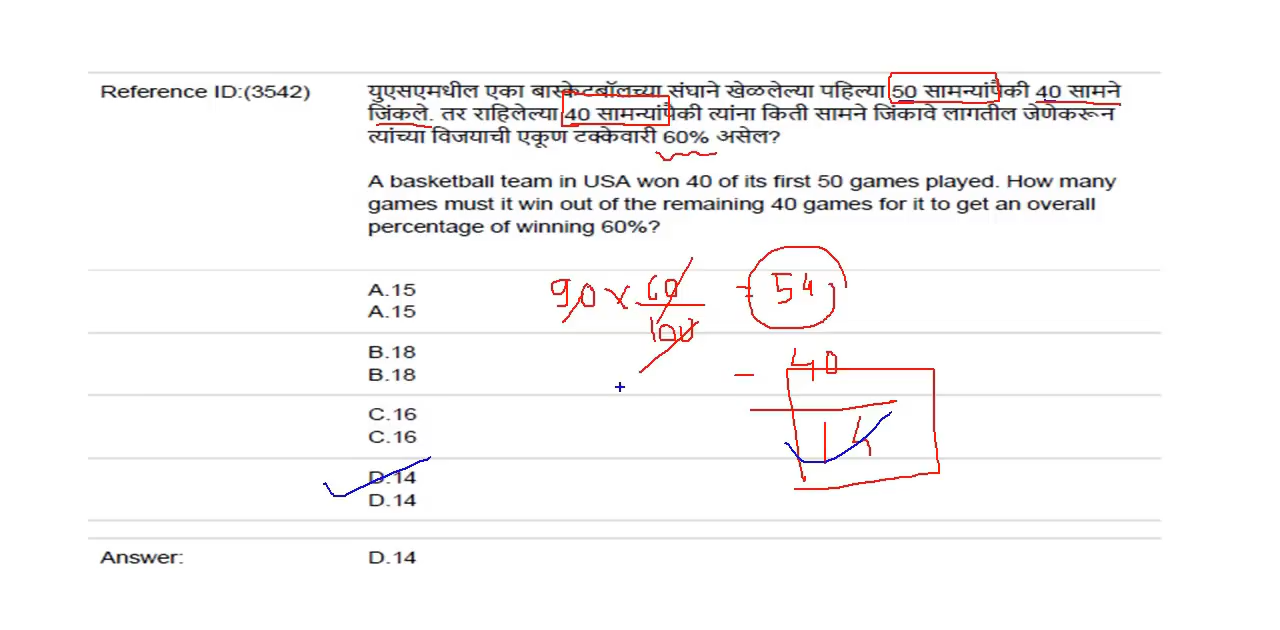 Reference ID:(3542)
युएसएमधील एका बास्केटबॉलच्या संघाने खेळलेल्या पहिल्या 50 सामन्यांपैकी 40 सामने
जिंकले. तर राहिलेल्या 40 सामन्यांपैकी त्यांना किती सामने जिंकावे लागतील जेणेकरून
त्यांच्या विजयाची एकूण टक्केवारी 60% असेल?
A basketball team in USA won 40 of its first 50 games played. How many
games must it win out of the remaining 40 games for it to get an overall
percentage of winning 60%?
A.15
A.15
B.18
B.18
C.16
C.16
D.14
D.14
90 x 60/100 = 54
- 40
14
Answer:
D.14